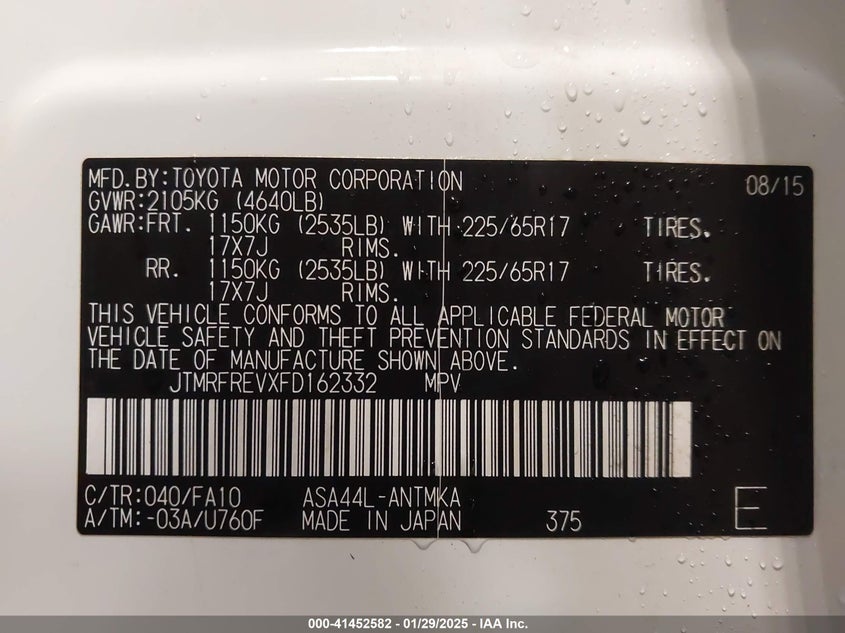 MFD.BY:TOYOTA MOTOR CORPORATION 08/15
GVWR:2105KG (4640LB)
GAWR:FRT. 1150KG (2535LB) WITH 225/65R17 TIRES.
17X7J RIMS.
RR. 1150KG (2535LB) WITH 225/65R17 TIRES.
17X7J RIMS.
THIS VEHICLE CONFORMS TO ALL APPLICABLE FEDERAL MOTOR
VEHICLE SAFETY AND THEFT PREVENTION STANDARDS IN EFFECT ON
THE DATE OF MANUFACTURE SHOWN ABOVE.
JTMRFREVXFD162332 MPV
C/TR:040/FA10 ASA44L-ANTMKA
A/TM:-03A/U760F MADE IN JAPAN 375 E
000-41452582 - 01/29/2025 - IAA Inc.